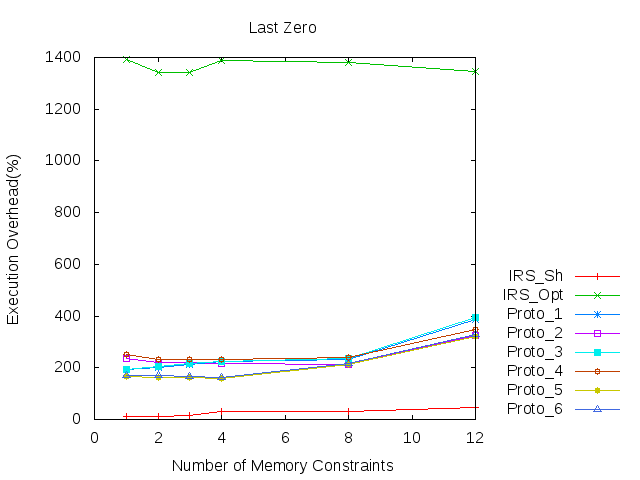 Last Zero
Execution Overhead(%)
1400
1200
1000
800
600
400
200
0
0 2 4 6 8 10 12
Number of Memory Constraints
IRS_Sh
IRS_Opt
Proto_1
Proto_2
Proto_3
Proto_4
Proto_5
Proto_6